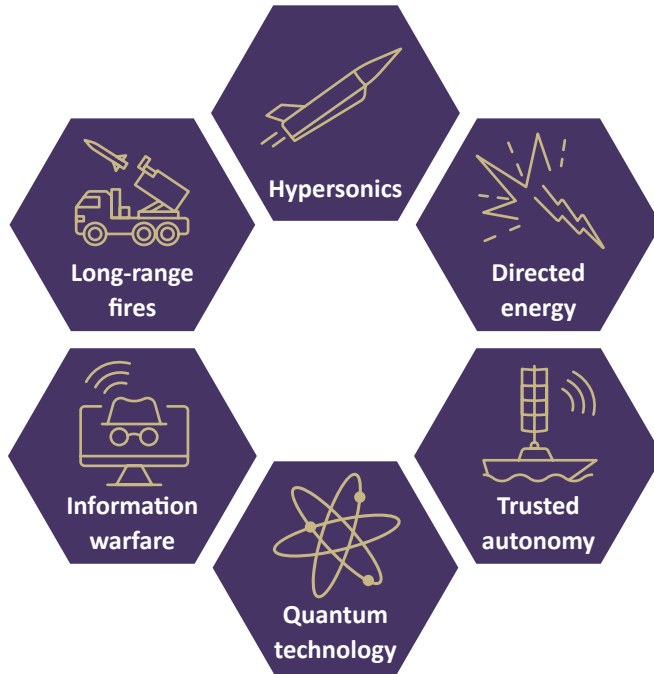 Hypersonics
Long-range
fires
Directed
energy
Information
warfare
Trusted
autonomy
Quantum
technology